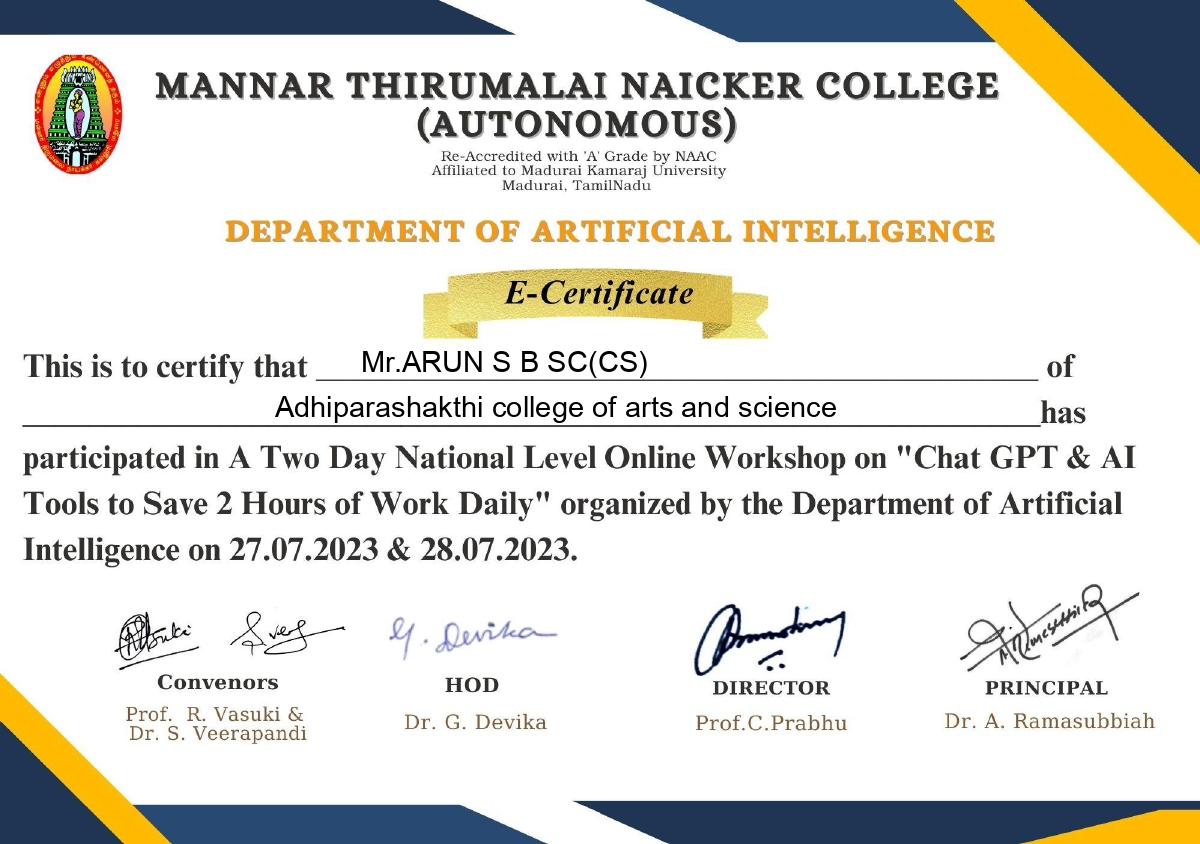 MANNAR THIRUMALAI NAICKER COLLEGE
(AUTONOMOUS)
Re-Accredited with 'A' Grade by NAAC
Affiliated to Madurai Kamaraj University
Madurai, TamilNadu
DEPARTMENT OF ARTIFICIAL INTELLIGENCE
E-Certificate
This is to certify that Mr.ARUN S B SC(CS) of
Adhiparashakthi college of arts and science has
participated in A Two Day National Level Online Workshop on "Chat GPT & AI
Tools to Save 2 Hours of Work Daily" organized by the Department of Artificial
Intelligence on 27.07.2023 & 28.07.2023.
G. Devika
Convenors HOD DIRECTOR PRINCIPAL
Prof. R. Vasuki & Dr. G. Devika Prof.C.Prabhu Dr. A. Ramasubbiah
Dr. S. Veerapandi